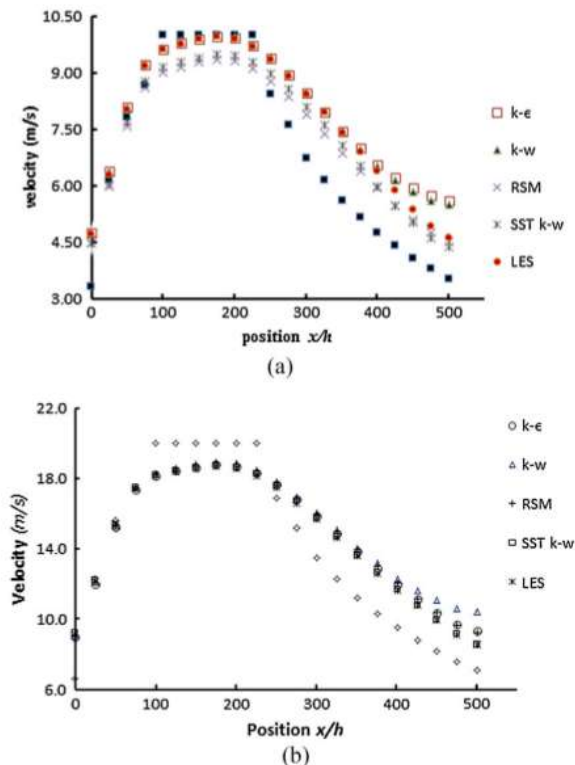 10.50
9.00
7.50
6.00
4.50
3.00
velocity (m/s)
0 100 200 300 400 500
position x/h
k-ϵ
k-w
RSM
SST k-w
LES
(a)
22.0
18.0
14.0
10.0
6.0
Velocity (m/s)
0 100 200 300 400 500
Position x/h
k-ϵ
k-w
RSM
SST k-w
LES
(b)